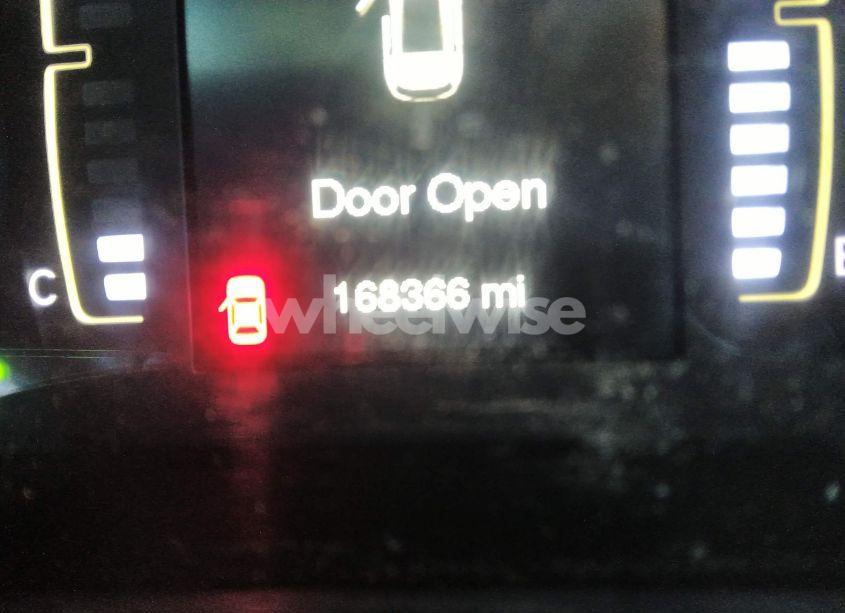 Door Open
C
168366 mi
E
wheelwise